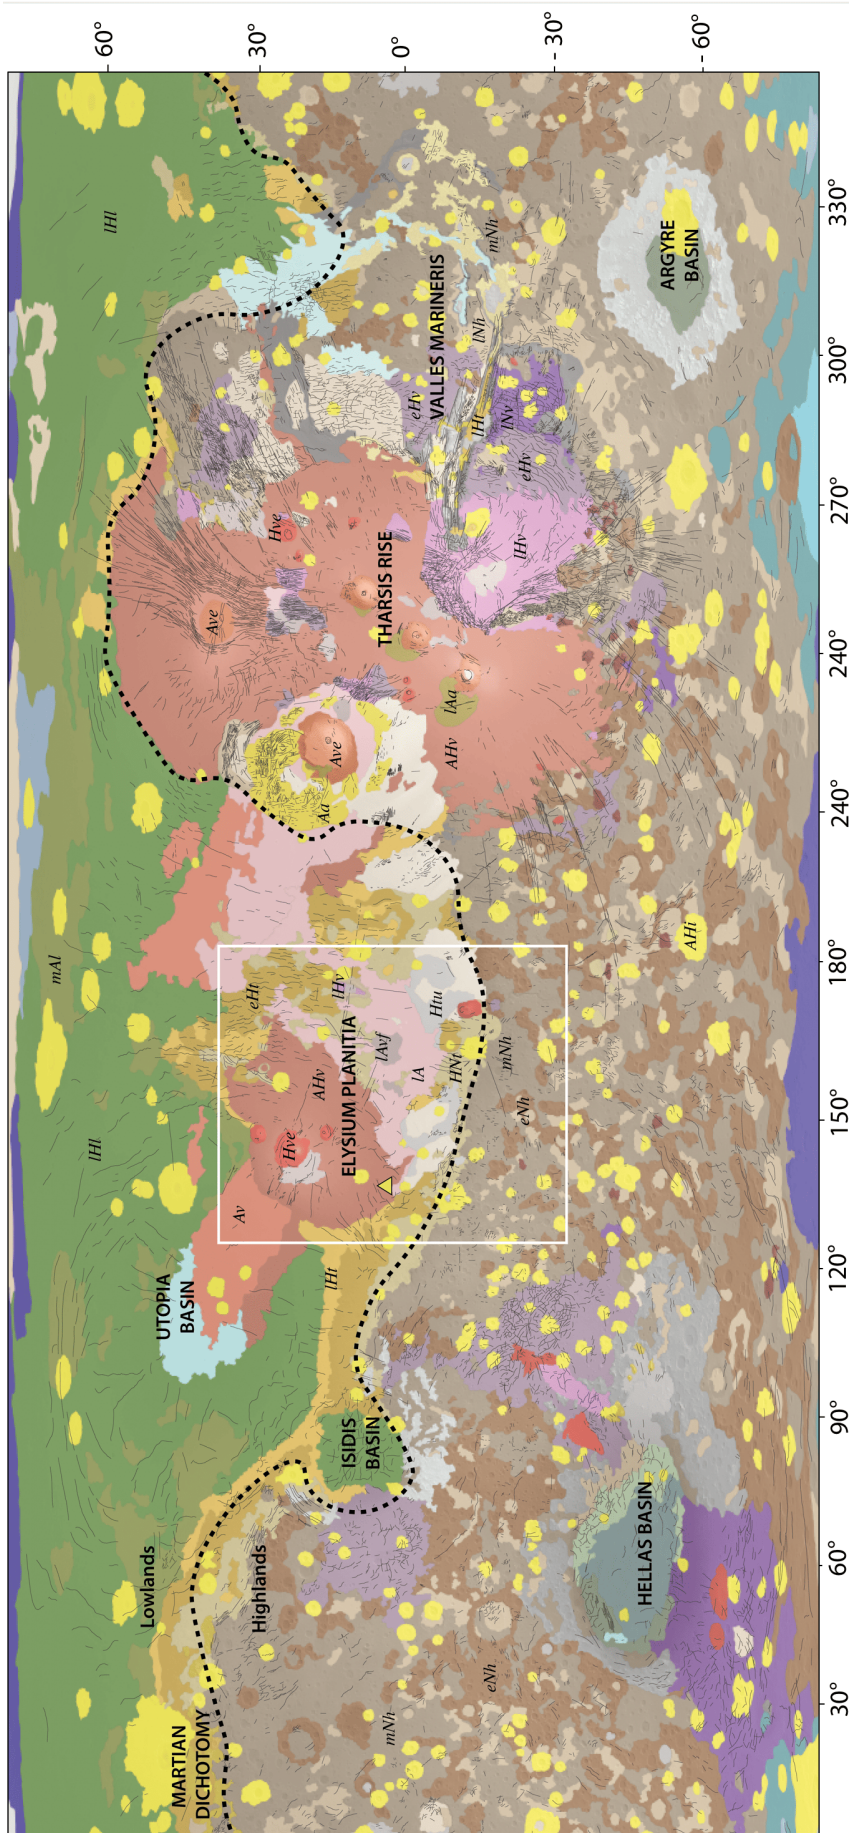 60°
30°
0°
- 30°
- 60°
lHl
mAl
lHl
Lowlands
MARTIAN
DICHOTOMY
Highlands
UTOPIA
BASIN
Av
lHt
ISIDIS
BASIN
eHt
lHv
AHv
Hve
ELYSIUM PLANITIA
lAvf
lA
Htu
HNt
mNh
eNh
Ave
Hve
Ave
Aa
THARSIS RISE
lAa
AHv
eHv
VALLES MARINERIS
lNh
mNh
lHt
lNv
eHv
lHv
ARGYRE
BASIN
AHi
HELLAS BASIN
mNh
eNh
30°
60°
90°
120°
150°
180°
240°
240°
270°
300°
330°